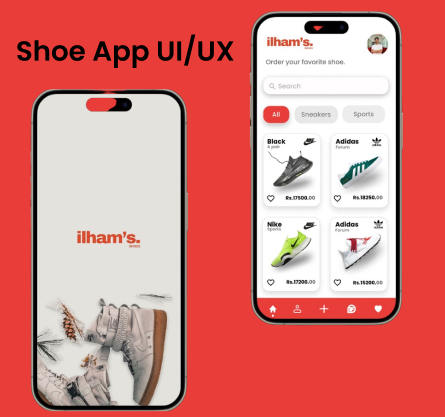 Shoe App UI/UX
ilham's.
SHOES
ilham's.
SHOES
Order your favorite shoe.
Search
All
Sneakers
Sports
Black
Rs.17500.00
Adidas
Forum
Rs.18250.00
Nike
Sports
Rs.17200.00
Adidas
Forum
Rs.15200.00